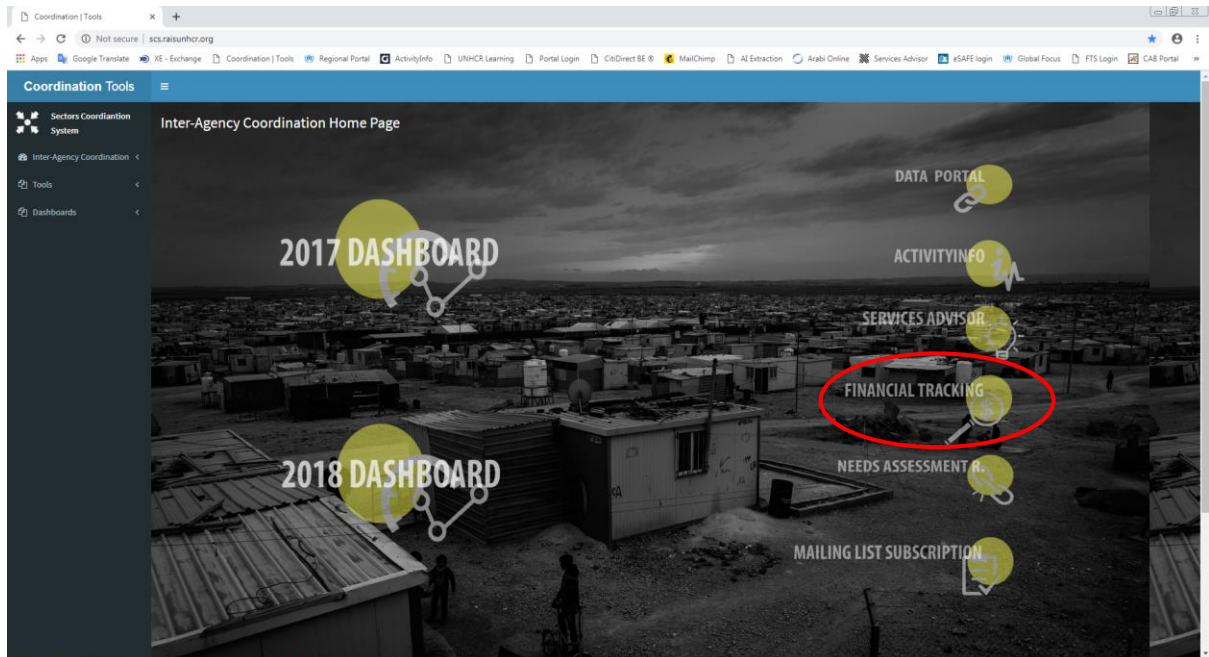 Coordination | Tools
Not secure | scs.raisunhcr.org
Apps Google Translate XE - Exchange Coordination | Tools Regional Portal ActivityInfo UNHCR Learning Portal Login CitiDirect BE ® MailChimp AI Extraction Arabi Online Services Advisor eSAFE login Global Focus FTS Login CAB Portal »
Coordination Tools
Sectors Coordiantion
System
Inter-Agency Coordination
Tools
Dashboards
Inter-Agency Coordination Home Page
2017 DASHBOARD
2018 DASHBOARD
DATA PORTAL
ACTIVITYINFO
SERVICES ADVISOR
FINANCIAL TRACKING
NEEDS ASSESSMENT R.
MAILING LIST SUBSCRIPTION